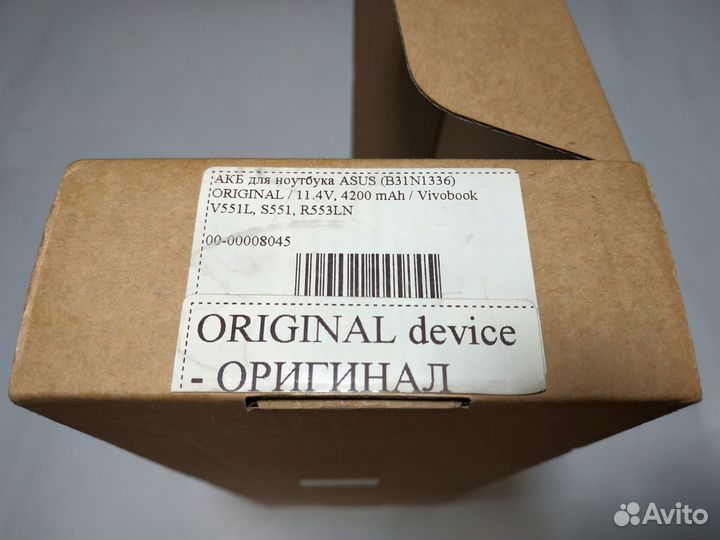 АКБ для ноутбука ASUS (B31N1336)
ORIGINAL / 11.4V, 4200 mAh / Vivobook
V551L, S551, R553LN
00-00008045
ORIGINAL device
- ОРИГИНАЛ
Avito